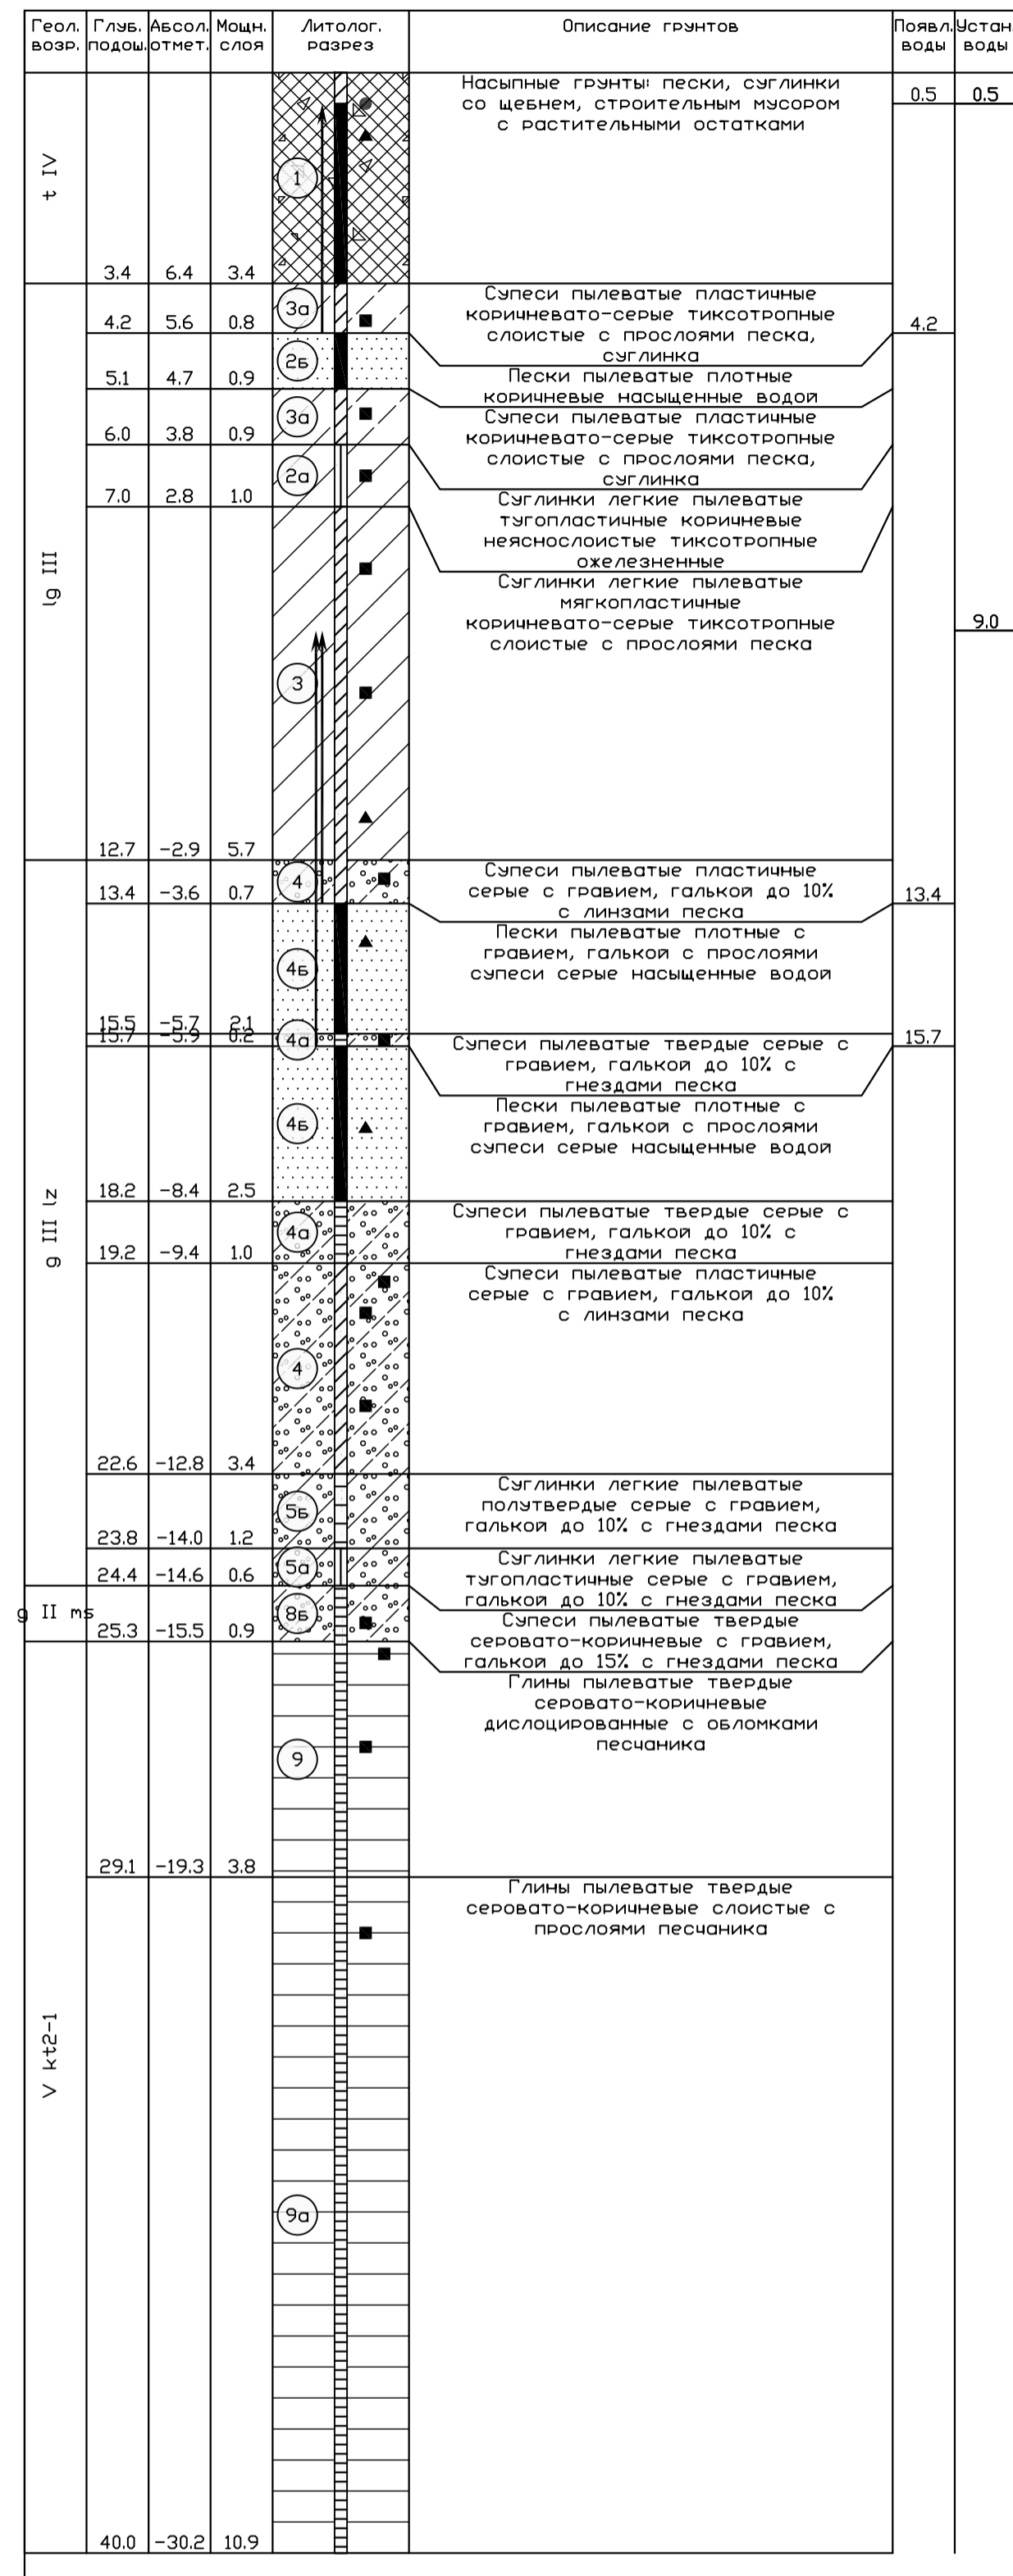 Геол. Глуб. Абсол. Мощн. Литолог. Описание грунтов Появл. Устан.
возр. подош. отмет. слоя разрез воды воды
Насыпные грунты: пески, суглинки
со щебнем, строительным мусором
с растительными остатками
0.5 0.5
t IV
1
3.4 6.4 3.4
Супеси пылеватые пластичные
коричневато-серые тиксотропные
слоистые с прослоями песка,
суглинка
3а
4.2 5.6 0.8
4.2
2б
Пески пылеватые плотные
коричневые насыщенные водой
5.1 4.7 0.9
Супеси пылеватые пластичные
коричневато-серые тиксотропные
слоистые с прослоями песка,
суглинка
3а
6.0 3.8 0.9
2а
7.0 2.8 1.0
Суглинки легкие пылеватые
тугопластичные коричневые
неяснослоистые тиксотропные
ожелезненные
lg III
Суглинки легкие пылеватые
мягкопластичные
коричневато-серые тиксотропные
слоистые с прослоями песка
9.0
3
12.7 -2.9 5.7
Супеси пылеватые пластичные
серые с гравием, галькой до 10%
с линзами песка
4
13.4 -3.6 0.7
13.4
Пески пылеватые плотные с
гравием, галькой с прослоями
супеси серые насыщенные водой
4б
15.5 -5.7 2.1
15.7 -5.9 0.2
4а
15.7
Супеси пылеватые твердые серые с
гравием, галькой до 10% с
гнездами песка
Пески пылеватые плотные с
гравием, галькой с прослоями
супеси серые насыщенные водой
4б
18.2 -8.4 2.5
g III lz
Супеси пылеватые твердые серые с
гравием, галькой до 10% с
гнездами песка
4а
19.2 -9.4 1.0
Супеси пылеватые пластичные
серые с гравием, галькой до 10%
с линзами песка
4
22.6 -12.8 3.4
Суглинки легкие пылеватые
полутвердые серые с гравием,
галькой до 10% с гнездами песка
5б
23.8 -14.0 1.2
Суглинки легкие пылеватые
тугопластичные серые с гравием,
галькой до 10% с гнездами песка
5а
24.4 -14.6 0.6
g II ms
8б
25.3 -15.5 0.9
Супеси пылеватые твердые
серовато-коричневые с гравием,
галькой до 15% с гнездами песка
Глины пылеватые твердые
серовато-коричневые
дислоцированные с обломками
песчаника
9
29.1 -19.3 3.8
Глины пылеватые твердые
серовато-коричневые слоистые с
прослоями песчаника
V kt2-1
9а
40.0 -30.2 10.9